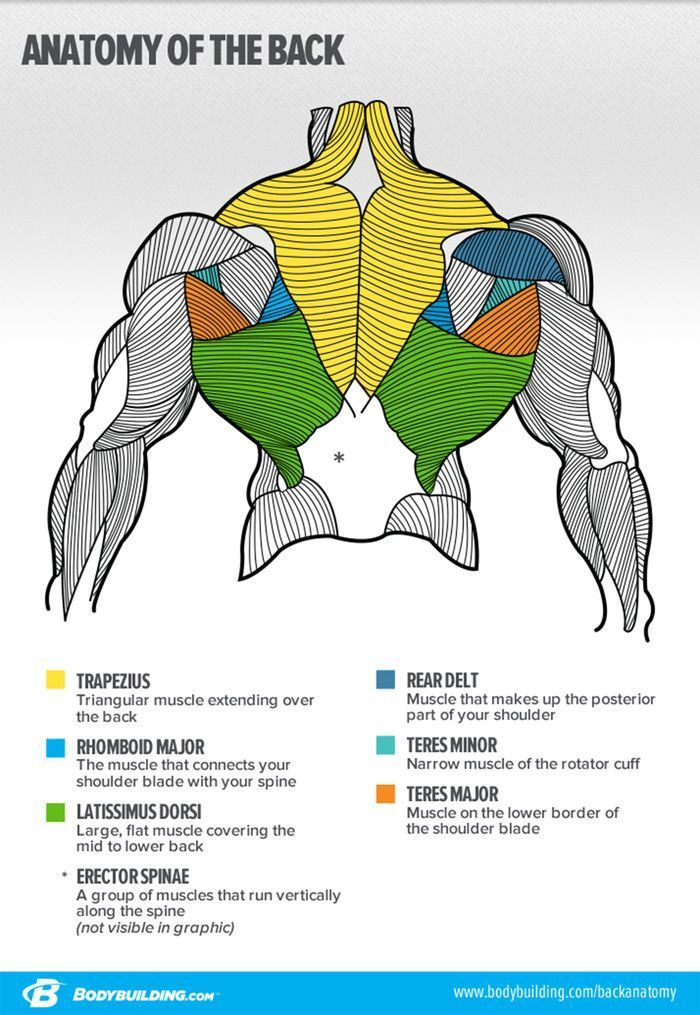 ANATOMY OF THE BACK
*
TRAPEZIUS
Triangular muscle extending over
the back
RHOMBOID MAJOR
The muscle that connects your
shoulder blade with your spine
LATISSIMUS DORSI
Large, flat muscle covering the
mid to lower back
* ERECTOR SPINAE
A group of muscles that run vertically
along the spine
(not visible in graphic)
REAR DELT
Muscle that makes up the posterior
part of your shoulder
TERES MINOR
Narrow muscle of the rotator cuff
TERES MAJOR
Muscle on the lower border of
the shoulder blade
B BODYBUILDING.COM™
www.bodybuilding.com/backanatomy